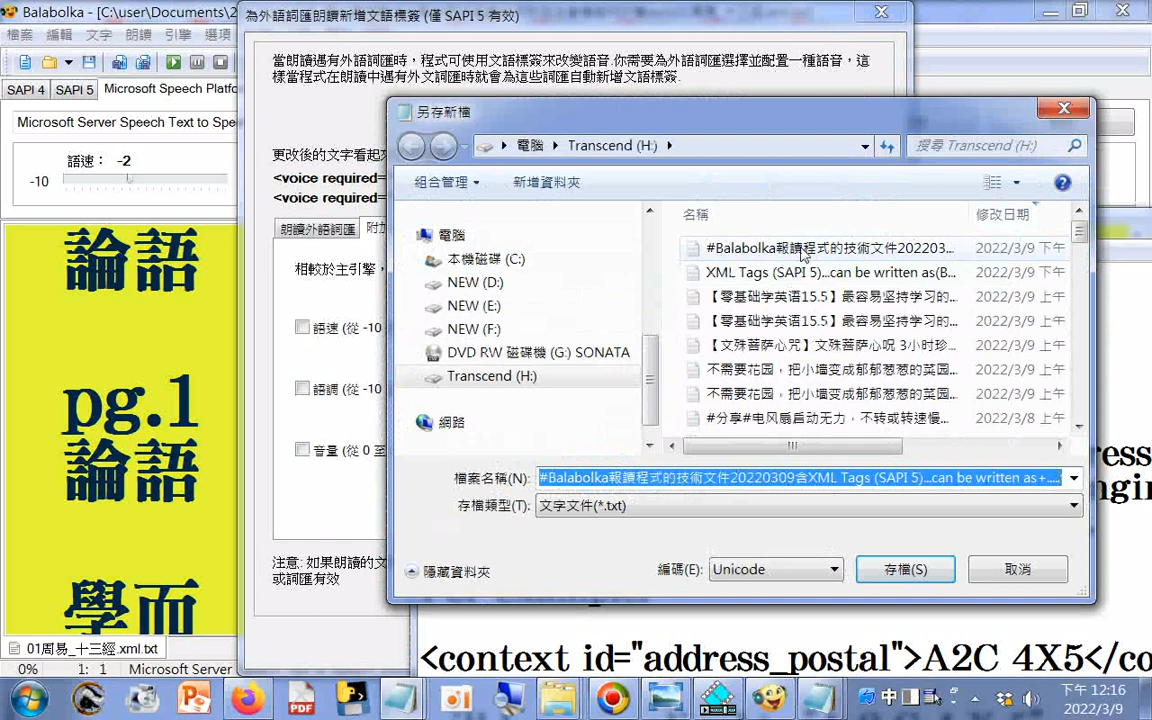 Balabolka - [C:\user\Documents\2
為外語詞匯朗讀新增文語標簽 (僅 SAPI 5 有效)
檔案 編輯 文字 朗讀 引擎 選項
SAPI 4 SAPI 5 Microsoft Speech Platfo
Microsoft Server Speech Text to Spe
語速： -2
-10
當朗讀遇有外語詞匯時，程式可使用文語標簽來改變語音.你需要為外語詞匯選擇並配置一種語音，這
樣當程式在朗讀中遇有外文詞匯時就會為這些詞匯自動新增文語標簽.
更改後的文字看起來
<voice required=
<voice required=
朗讀外語詞匯 附加
相較於主引擎，
語速 (從 -10
語調 (從 -10
音量 (從 0 至
注意: 如果朗讀的文
或詞匯有效
論語
pg.1
論語
學而
01周易_十三經.xml.txt
0% 1: 1 Microsoft Server
另存新檔
電腦 Transcend (H:)
搜尋 Transcend (H:)
組合管理 新增資料夾
電腦
本機磁碟 (C:)
NEW (D:)
NEW (E:)
NEW (F:)
DVD RW 磁碟機 (G:) SONATA
Transcend (H:)
網路
名稱 修改日期
#Balabolka報讀程式的技術文件202203... 2022/3/9 下午
XML Tags (SAPI 5)...can be written as(B... 2022/3/9 下午
【零基础学英语15.5】最容易坚持学习的... 2022/3/9 上午
【零基础学英语15.5】最容易坚持学习的... 2022/3/9 上午
【文殊菩萨心咒】文殊菩萨心呪 3小时珍... 2022/3/9 上午
不需要花园，把小墙变成郁郁葱葱的菜园... 2022/3/9 上午
不需要花园，把小墙变成郁郁葱葱的菜园... 2022/3/9 上午
#分享#电风扇启动无力，不转或转速慢... 2022/3/8 上午
檔案名稱(N): #Balabolka報讀程式的技術文件20220309含XML Tags (SAPI 5)...can be written as+....
存檔類型(T): 文字文件(*.txt)
隱藏資料夾 編碼(E): Unicode 存檔(S) 取消
<context id="address_postal">A2C 4X5</co
中
下午 12:16
2022/3/9